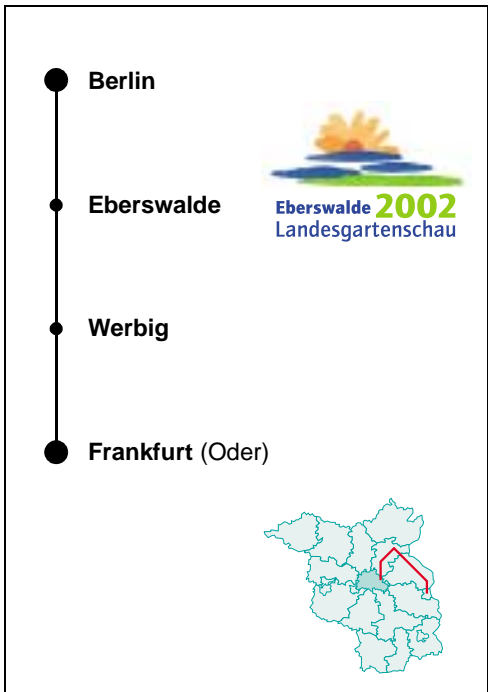 Berlin
Eberswalde
Eberswalde 2002
Landesgartenschau
Werbig
Frankfurt (Oder)